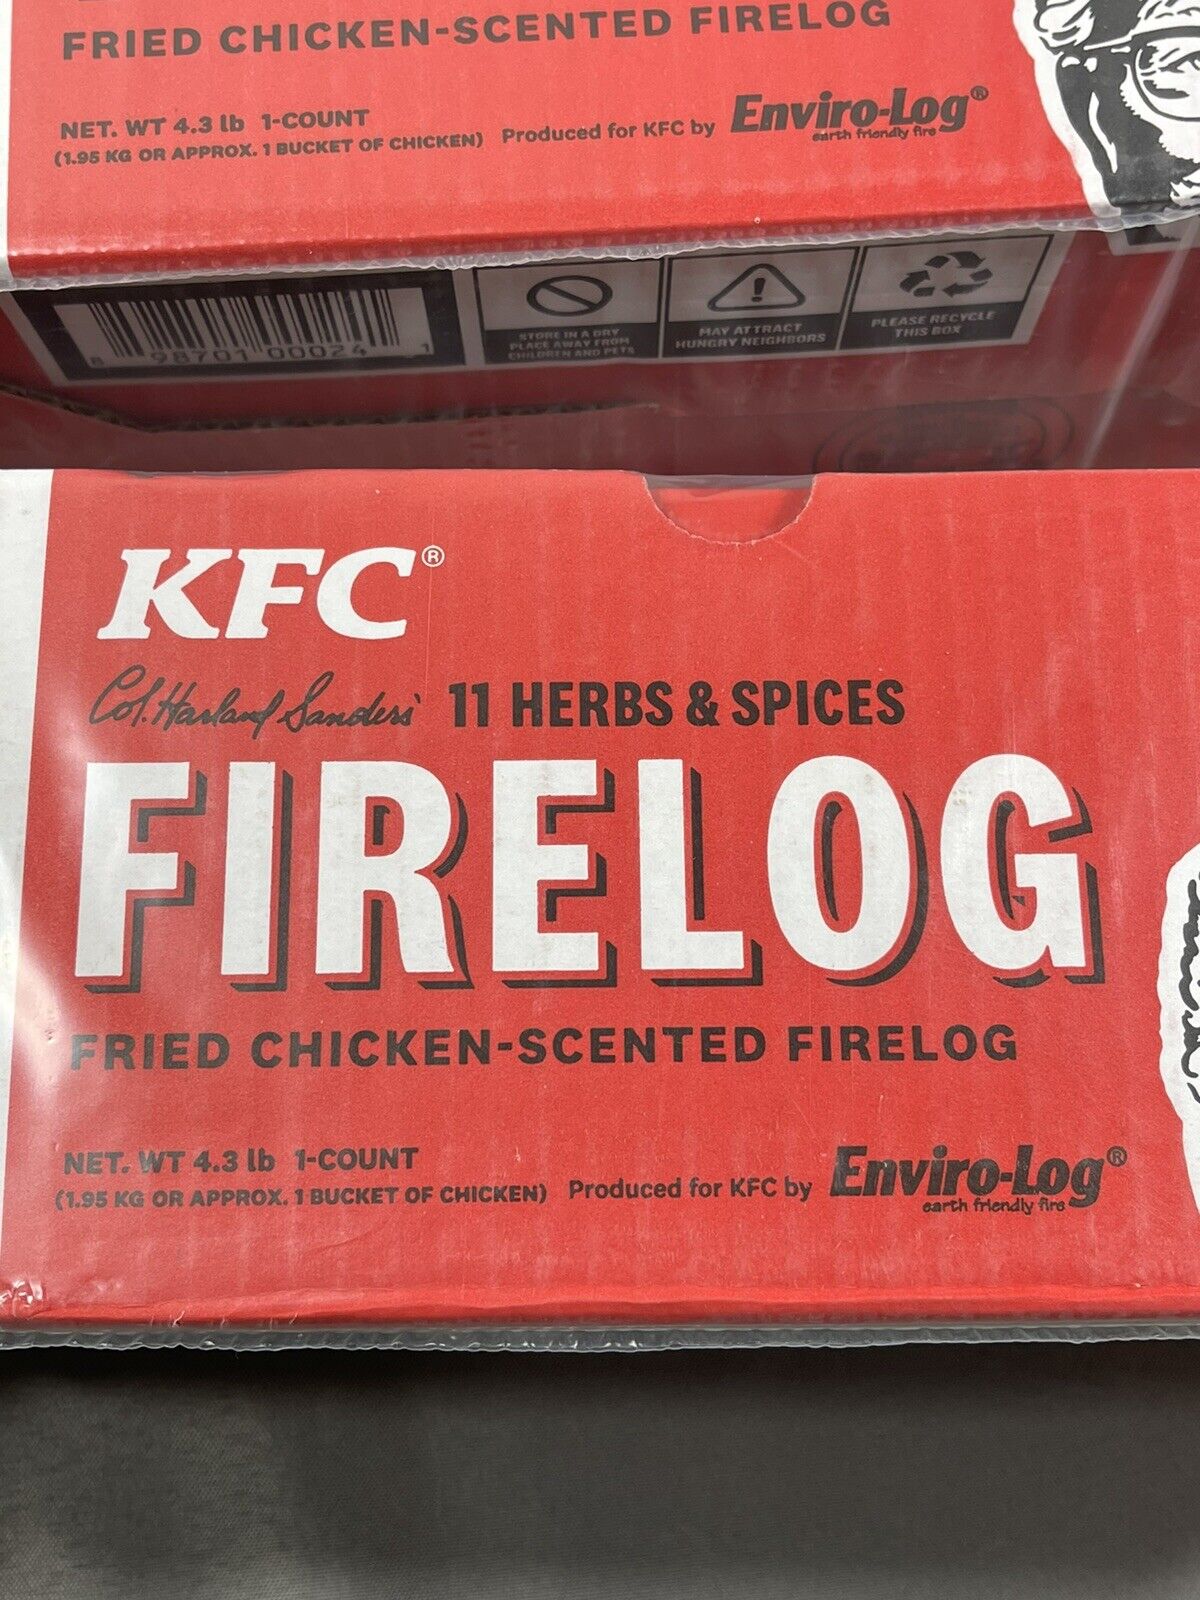 FRIED CHICKEN-SCENTED FIRELOG
NET. WT 4.3 lb 1-COUNT
(1.95 KG OR APPROX. 1 BUCKET OF CHICKEN) Produced for KFC by Enviro-Log®
earth friendly fire
8 98701 00024 1
STORE IN A DRY
PLACE AWAY FROM
CHILDREN AND PETS
MAY ATTRACT
HUNGRY NEIGHBORS
PLEASE RECYCLE
THIS BOX
KFC®
Col. Harland Sanders' 11 HERBS & SPICES
FIRELOG
FRIED CHICKEN-SCENTED FIRELOG
NET. WT 4.3 lb 1-COUNT
(1.95 KG OR APPROX. 1 BUCKET OF CHICKEN) Produced for KFC by Enviro-Log®
earth friendly fire